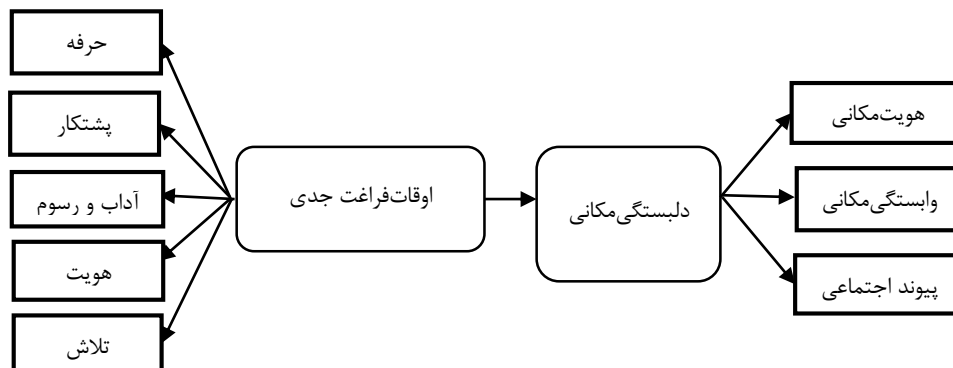 حرفه
پشتکار
آداب و رسوم
هویت
تلاش
اوقات‌فراغت جدی
دلبستگی‌مکانی
هویت‌مکانی
وابستگی‌مکانی
پیوند اجتماعی